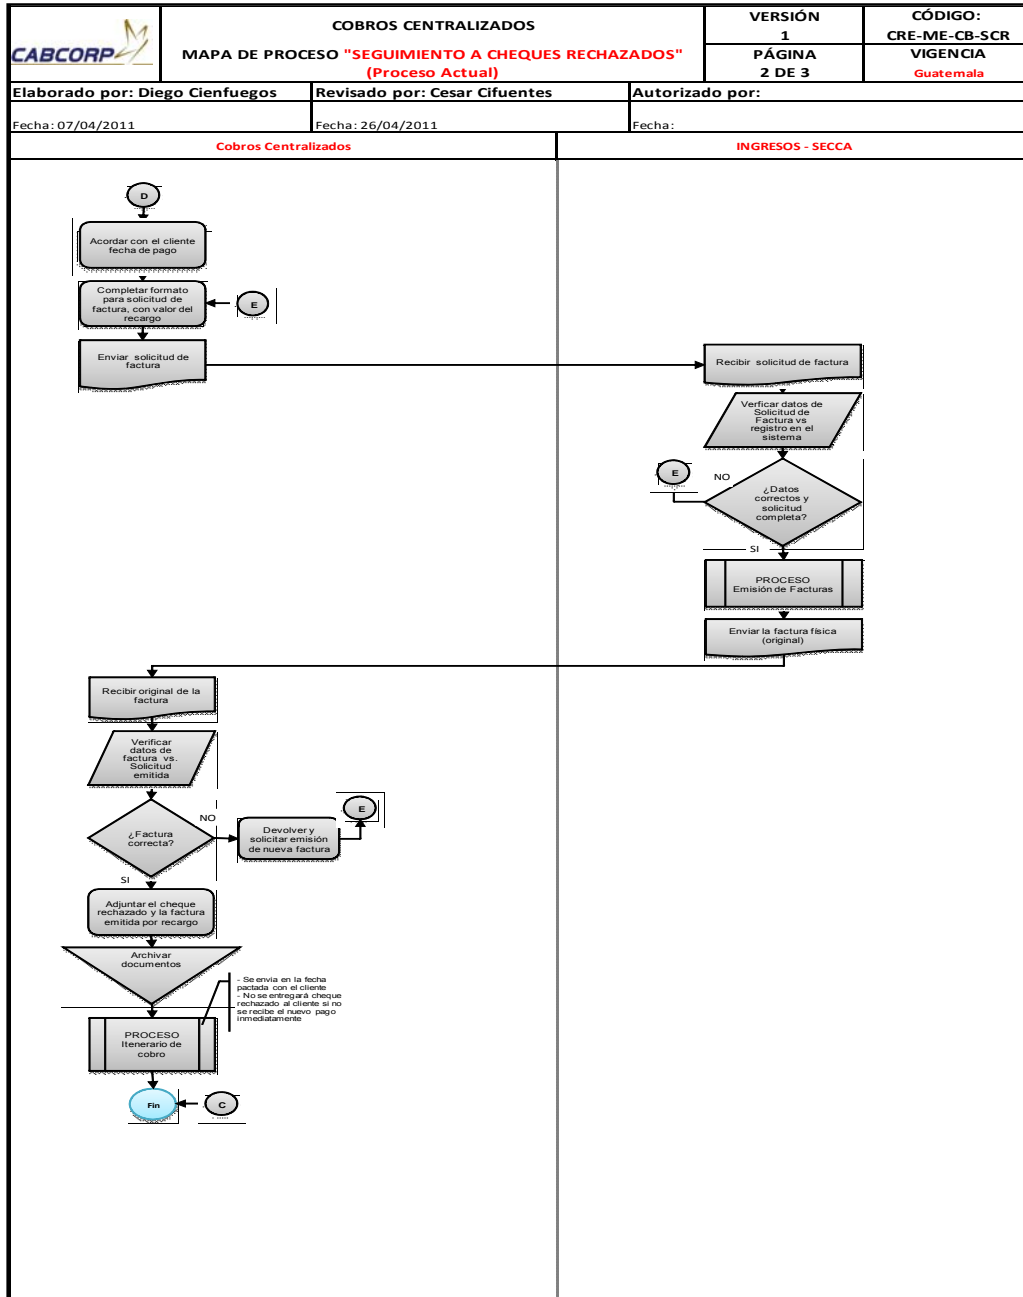 CABCORP
COBROS CENTRALIZADOS
MAPA DE PROCESO "SEGUIMIENTO A CHEQUES RECHAZADOS"
(Proceso Actual)
VERSIÓN
1
PÁGINA
2 DE 3
CÓDIGO:
CRE-ME-CB-SCR
VIGENCIA
Guatemala
Elaborado por: Diego Cienfuegos
Revisado por: Cesar Cifuentes
Autorizado por:
Fecha: 07/04/2011
Fecha: 26/04/2011
Fecha:
Cobros Centralizados
INGRESOS - SECCA
D
Acordar con el cliente
fecha de pago
Completar formato
para solicitud de
factura, con valor del
recargo
E
Enviar solicitud de
factura
Recibir solicitud de factura
Verficar datos de
Solicitud de
Factura vs
registro en el
sistema
E
NO
¿Datos
correctos y
solicitud
completa?
SI
PROCESO
Emisión de Facturas
Enviar la factura física
(original)
Recibir original de la
factura
Verificar
datos de
factura vs.
Solicitud
emitida
¿Factura
correcta?
NO
Devolver y
solicitar emisión
de nueva factura
E
SI
Adjuntar el cheque
rechazado y la factura
emitida por recargo
Archivar
documentos
- Se envia en la fecha
pactada con el cliente
- No se entregará cheque
rechazado al cliente si no
se recibe el nuevo pago
inmediatamente
PROCESO
Itenerario de
cobro
Fin
C